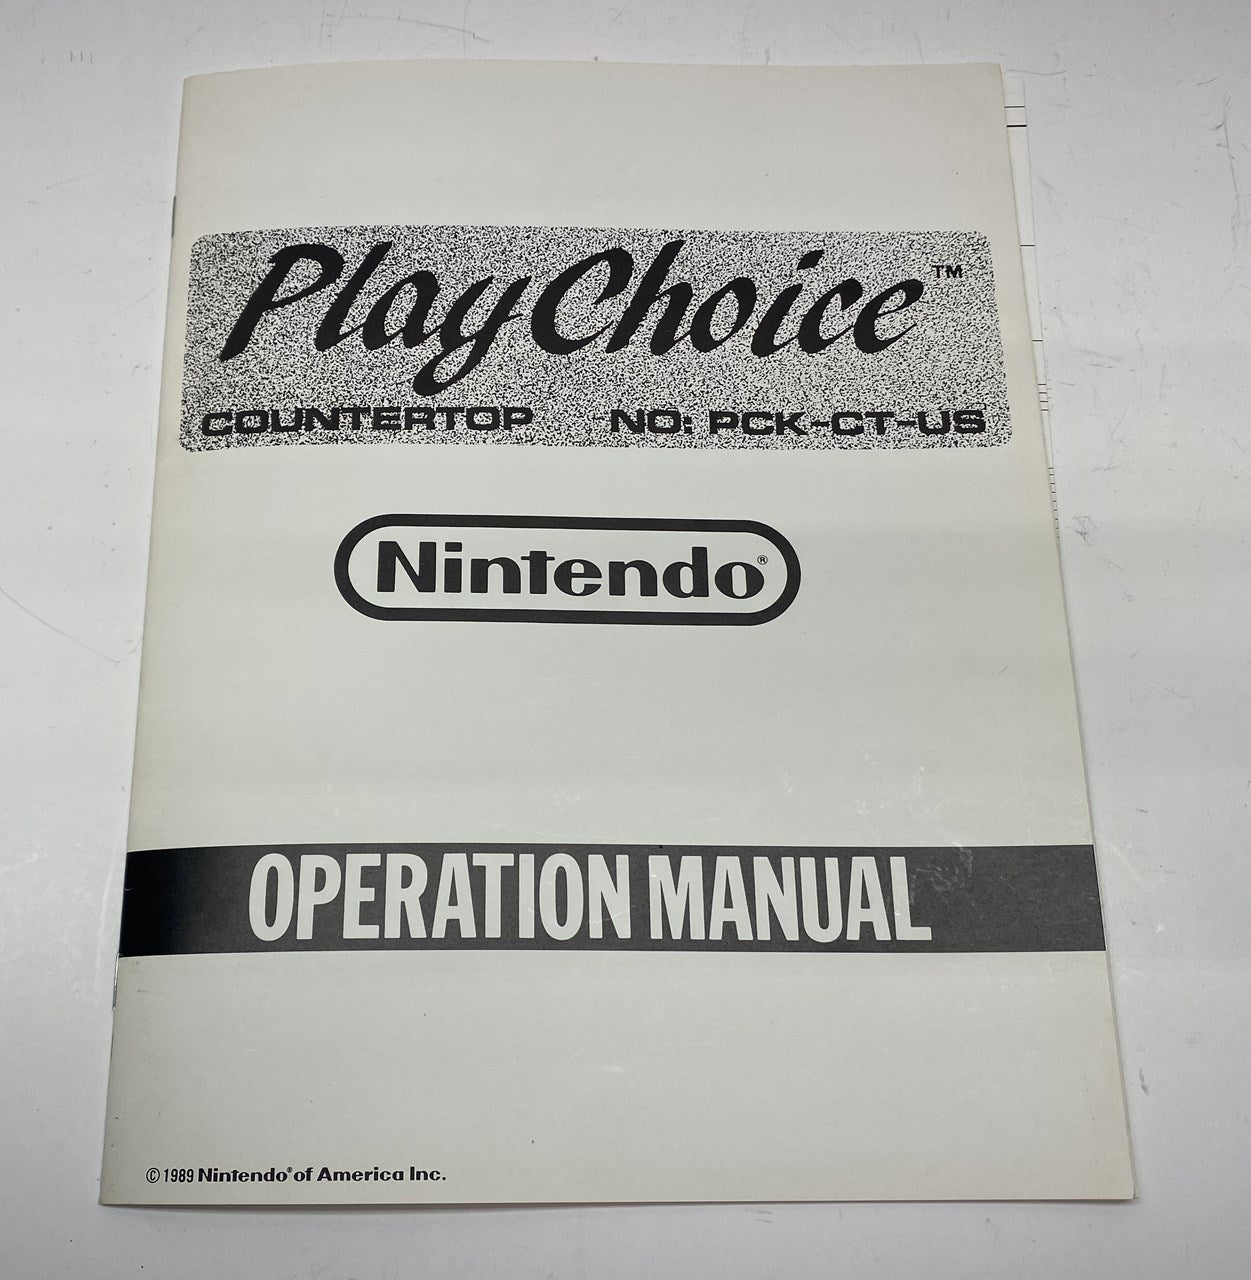 PlayChoice™
COUNTERTOP NO: PCK-CT-US
Nintendo®
OPERATION MANUAL
© 1989 Nintendo® of America Inc.